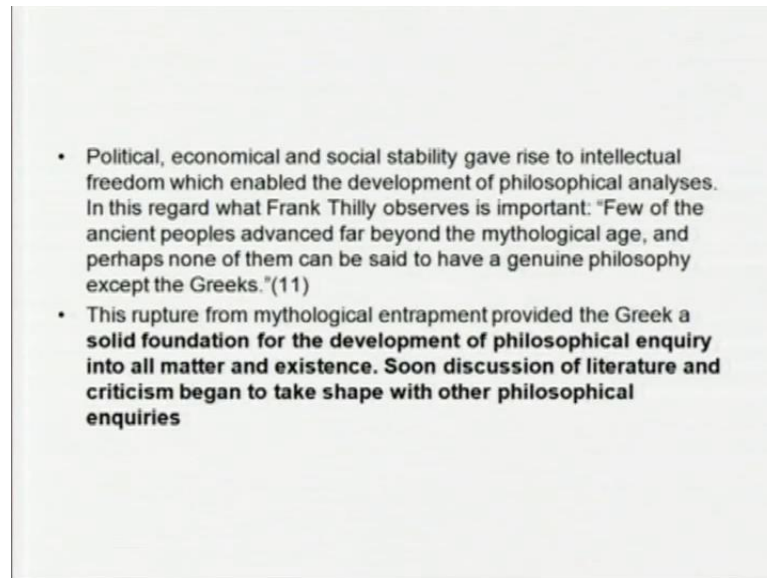 • Political, economical and social stability gave rise to intellectual
freedom which enabled the development of philosophical analyses.
In this regard what Frank Thilly observes is important: “Few of the
ancient peoples advanced far beyond the mythological age, and
perhaps none of them can be said to have a genuine philosophy
except the Greeks.”(11)
• This rupture from mythological entrapment provided the Greek a
solid foundation for the development of philosophical enquiry
into all matter and existence. Soon discussion of literature and
criticism began to take shape with other philosophical
enquiries